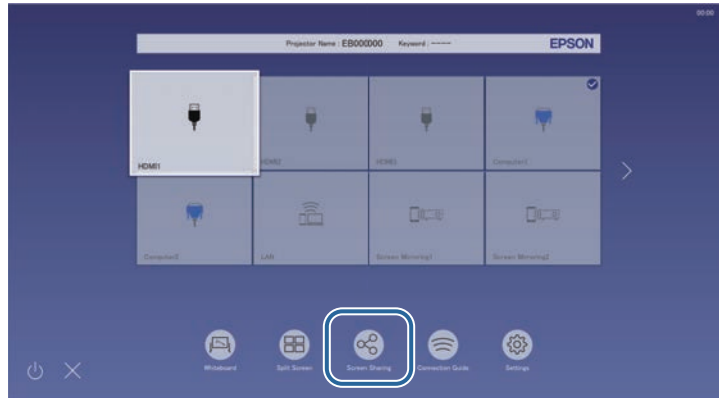 00:00
Projector Name : EB000000 Keyword : ------ EPSON
HDMI1 HDMI2 HDMI3 Computer1
Computer2 LAN Screen Mirroring1 Screen Mirroring2
Whiteboard Split Screen Screen Sharing Connection Guide Settings